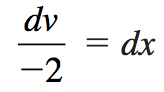 dv/−2 = dx